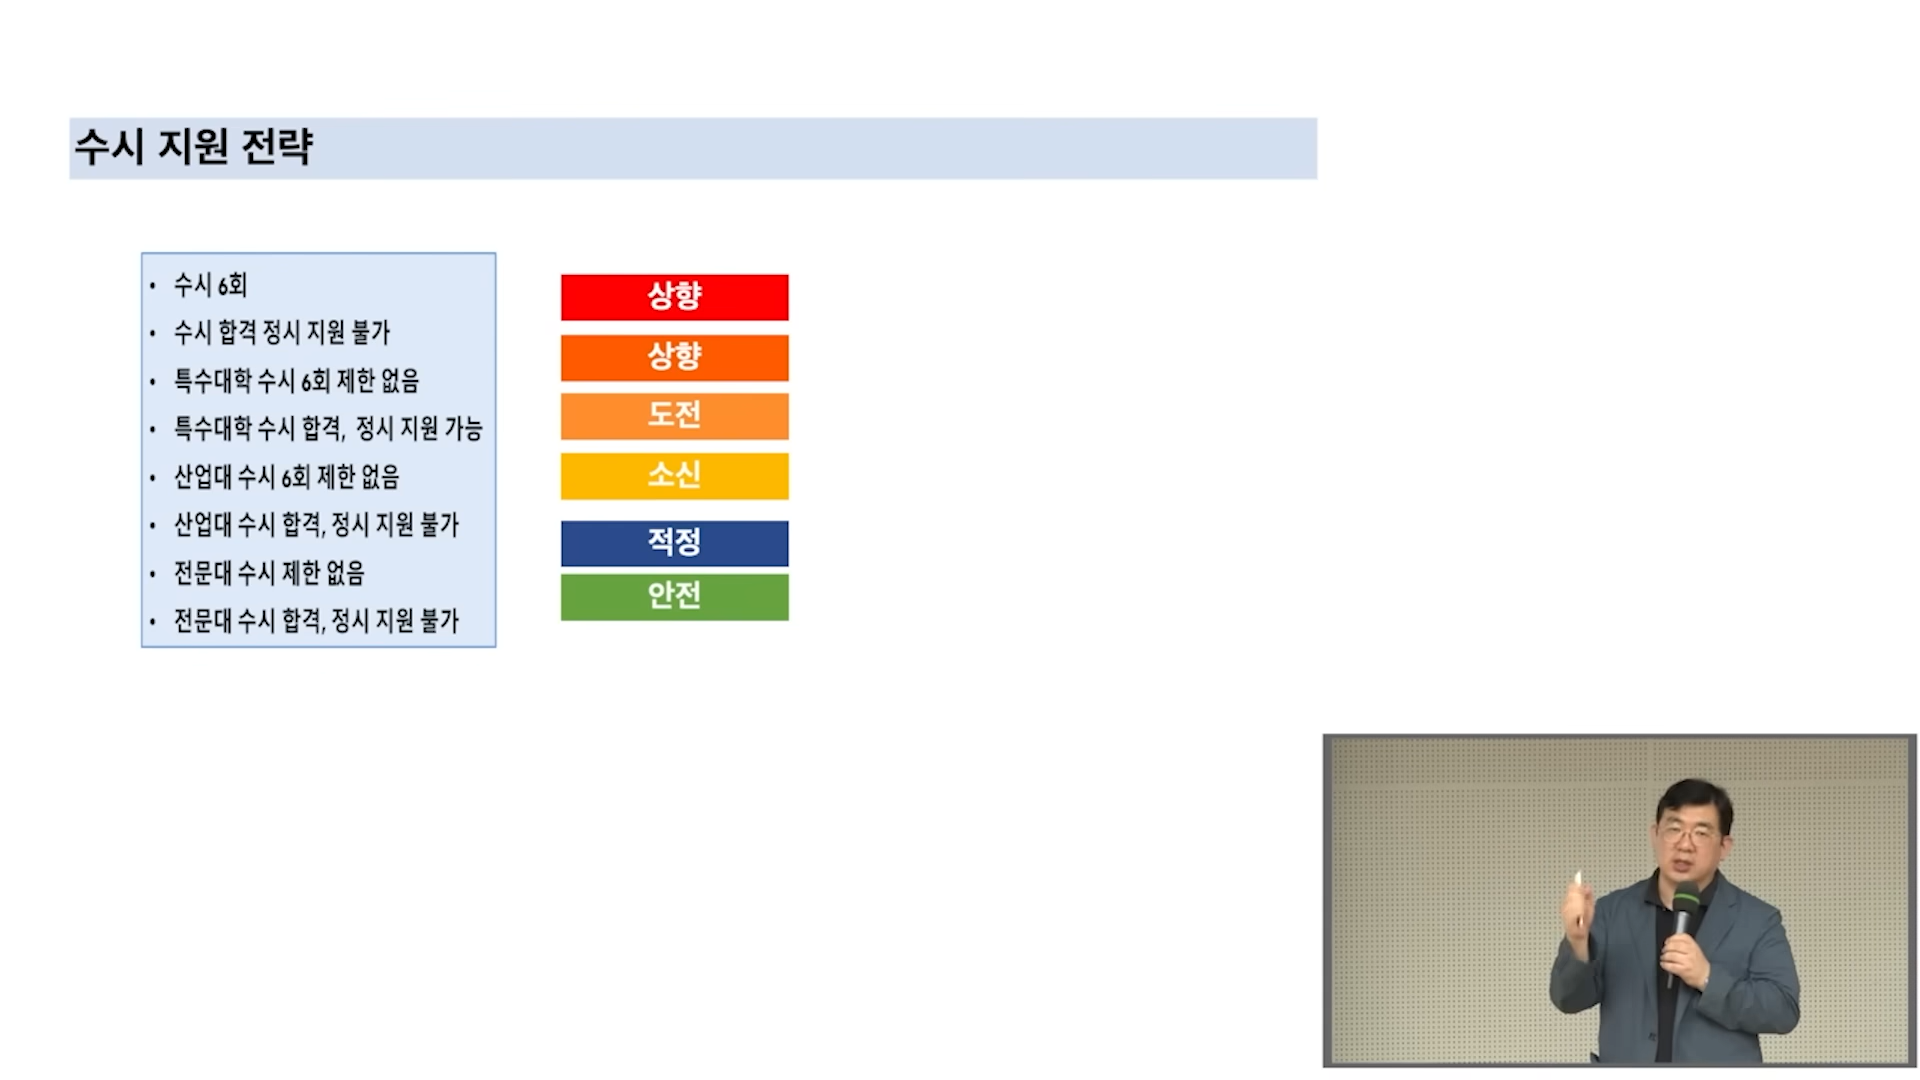 수시 지원 전략
• 수시 6회
• 수시 합격 정시 지원 불가
• 특수대학 수시 6회 제한 없음
• 특수대학 수시 합격, 정시 지원 가능
• 산업대 수시 6회 제한 없음
• 산업대 수시 합격, 정시 지원 불가
• 전문대 수시 제한 없음
• 전문대 수시 합격, 정시 지원 불가
상향
상향
도전
소신
적정
안전